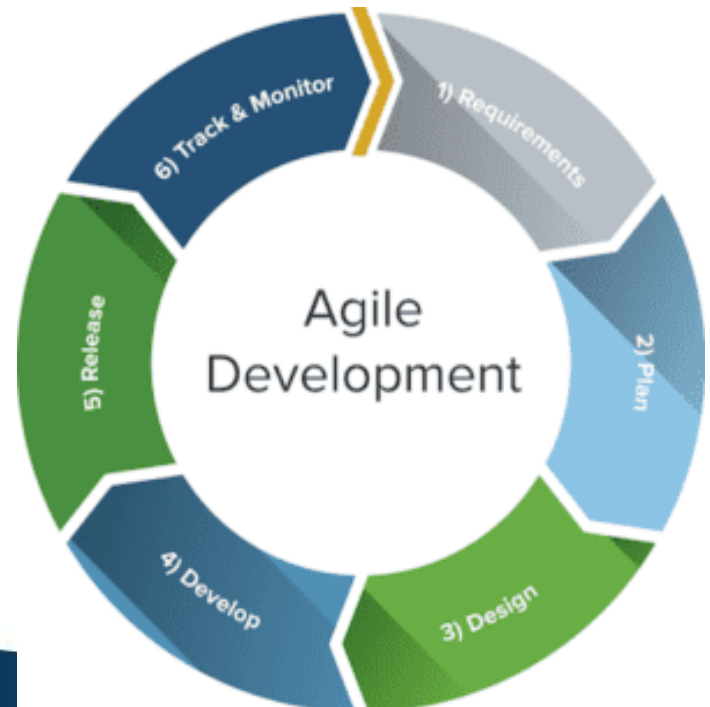 Agile
Development
1) Requirements
2) Plan
3) Design
4) Develop
5) Release
6) Track & Monitor